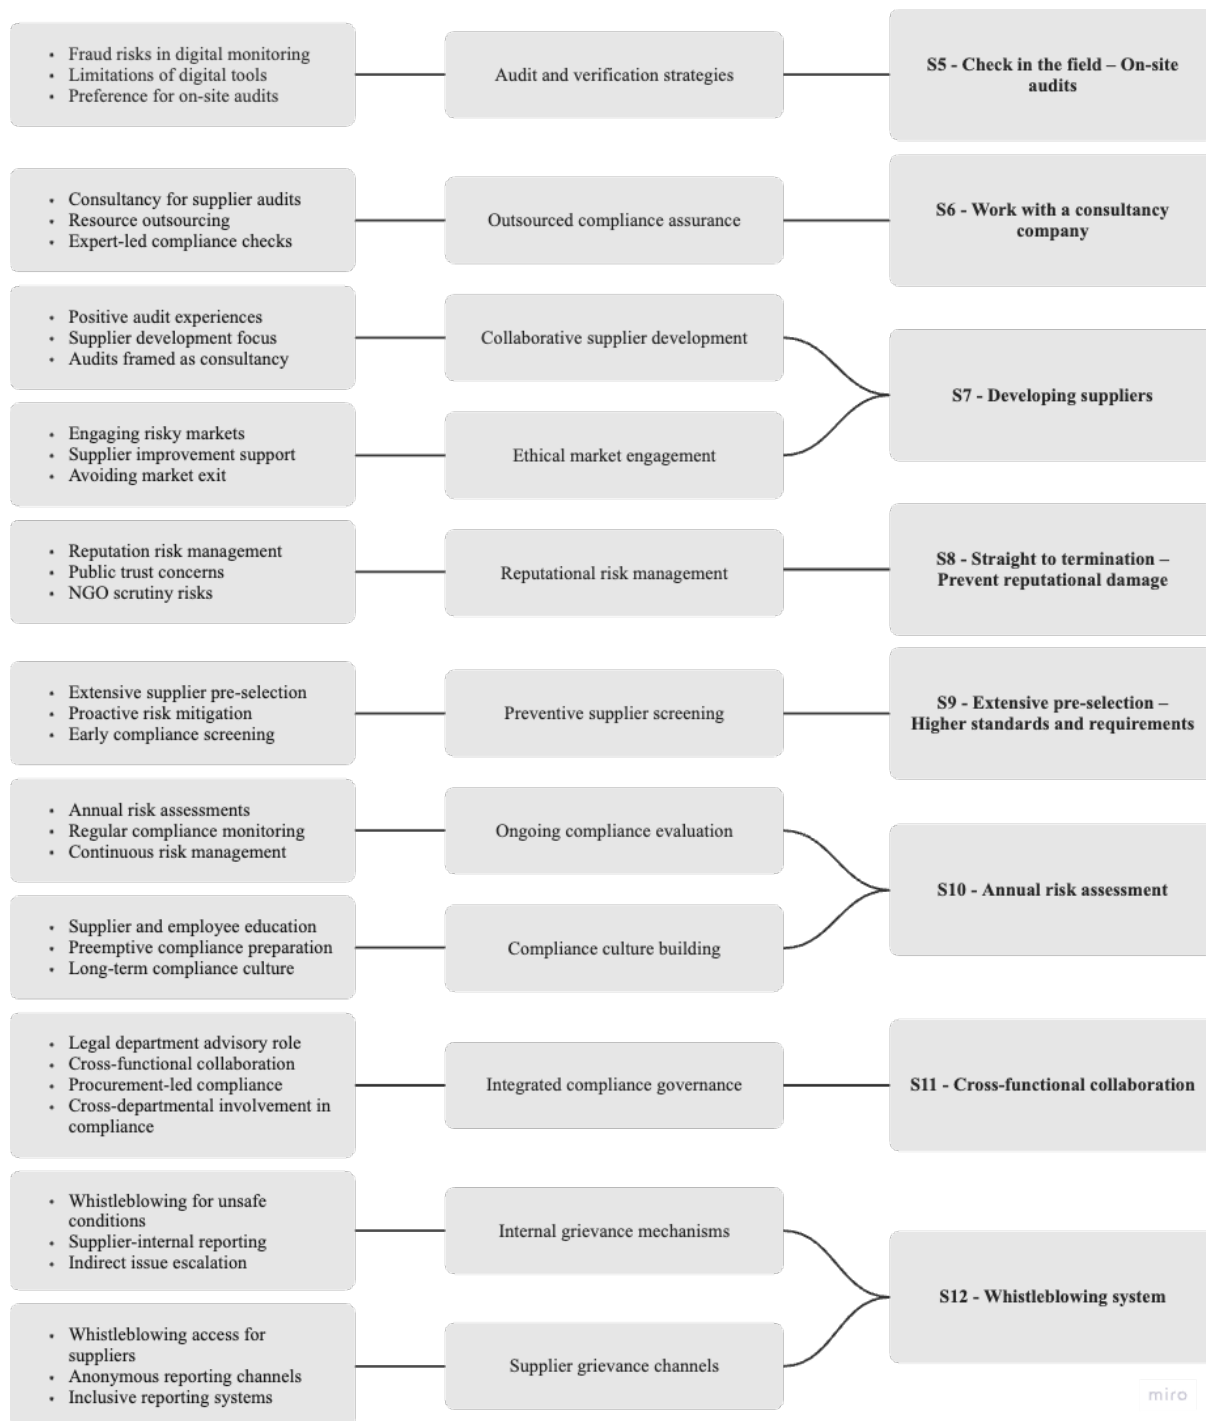 • Fraud risks in digital monitoring
• Limitations of digital tools
• Preference for on-site audits
Audit and verification strategies
S5 - Check in the field – On-site
audits
• Consultancy for supplier audits
• Resource outsourcing
• Expert-led compliance checks
Outsourced compliance assurance
S6 - Work with a consultancy
company
• Positive audit experiences
• Supplier development focus
• Audits framed as consultancy
Collaborative supplier development
• Engaging risky markets
• Supplier improvement support
• Avoiding market exit
Ethical market engagement
S7 - Developing suppliers
• Reputation risk management
• Public trust concerns
• NGO scrutiny risks
Reputational risk management
S8 - Straight to termination –
Prevent reputational damage
• Extensive supplier pre-selection
• Proactive risk mitigation
• Early compliance screening
Preventive supplier screening
S9 - Extensive pre-selection –
Higher standards and requirements
• Annual risk assessments
• Regular compliance monitoring
• Continuous risk management
Ongoing compliance evaluation
• Supplier and employee education
• Preemptive compliance preparation
• Long-term compliance culture
Compliance culture building
S10 - Annual risk assessment
• Legal department advisory role
• Cross-functional collaboration
• Procurement-led compliance
• Cross-departmental involvement in
compliance
Integrated compliance governance
S11 - Cross-functional collaboration
• Whistleblowing for unsafe
conditions
• Supplier-internal reporting
• Indirect issue escalation
Internal grievance mechanisms
• Whistleblowing access for
suppliers
• Anonymous reporting channels
• Inclusive reporting systems
Supplier grievance channels
S12 - Whistleblowing system
miro